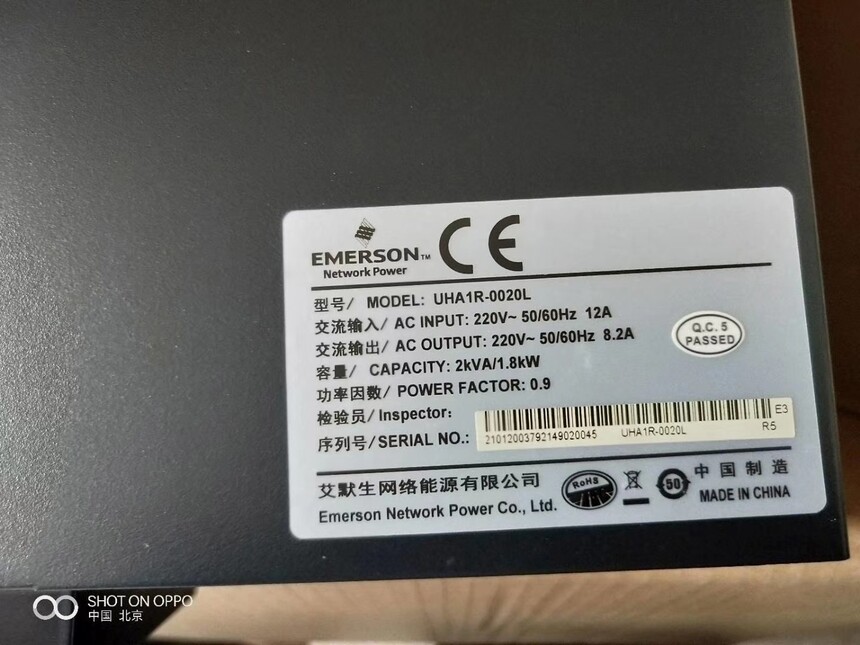 EMERSON™
Network Power
CE
型号/ MODEL: UHA1R-0020L
交流输入/ AC INPUT: 220V~ 50/60Hz 12A
交流输出/ AC OUTPUT: 220V~ 50/60Hz 8.2A
容量/ CAPACITY: 2kVA/1.8kW
功率因数/ POWER FACTOR: 0.9
Q.C. 5
PASSED
检验员/ Inspector:
序列号/ SERIAL NO.:
E3
21012003792149020045 UHA1R-0020L R5
艾默生网络能源有限公司
Emerson Network Power Co., Ltd.
RoHS
50
中国制造
MADE IN CHINA
SHOT ON OPPO
中国 北京